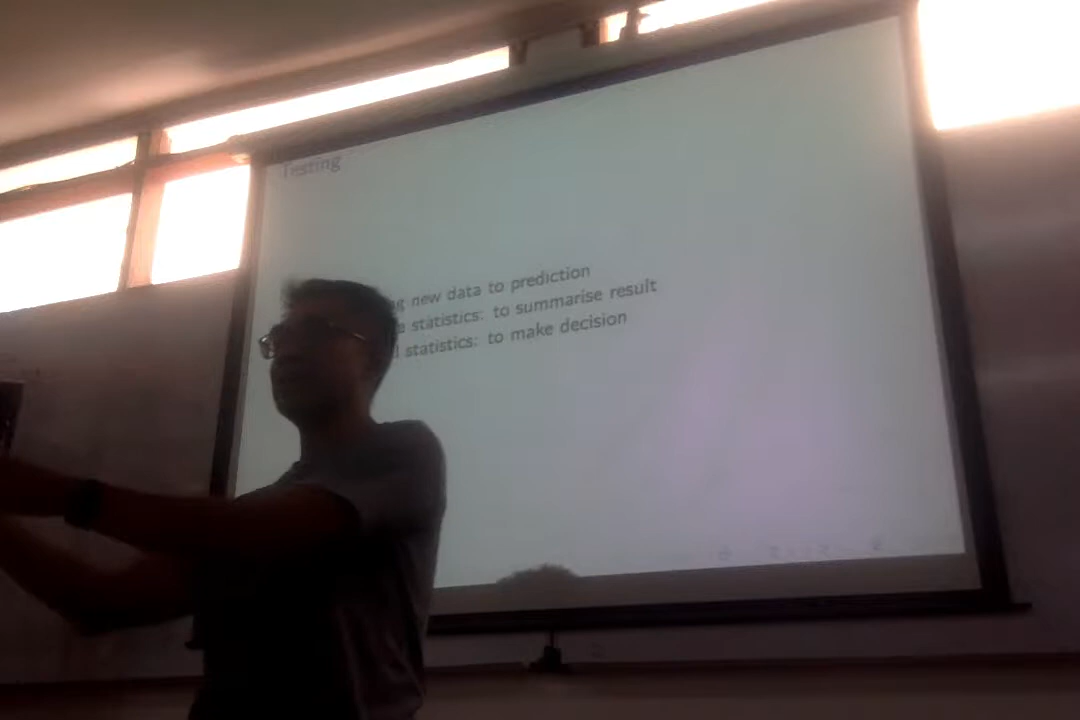 Testing
new data to prediction
statistics: to summarise result
statistics: to make decision